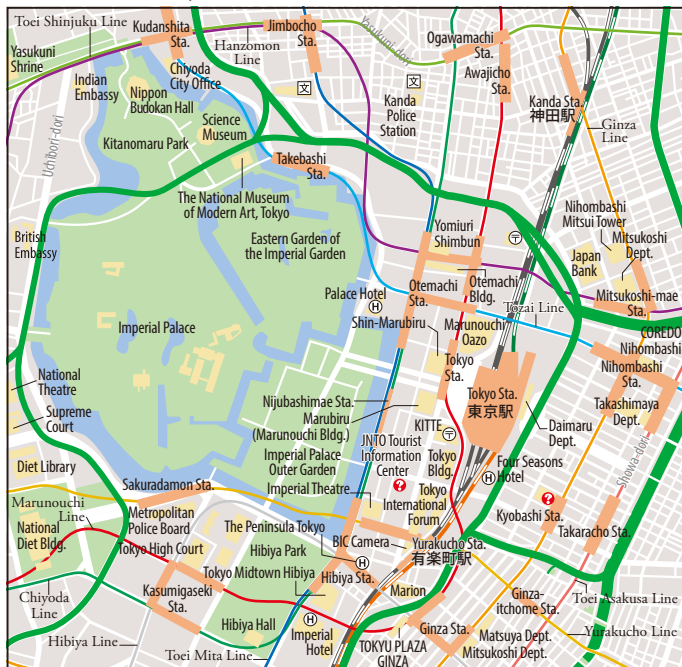 Toei Shinjuku Line
Kudanshita
Sta.
Jimbocho
Sta.
Yasukuni-dori
Ogawamachi
Sta.
Yasukuni
Shrine
Hanzomon
Line
Indian
Embassy
Chiyoda
City Office
Awajicho
Sta.
Nippon
Budokan Hall
文
文
Kanda
Police
Station
Kanda Sta.
神田駅
Science
Museum
Ginza
Line
Kitanomaru Park
Uchibori-dori
Takebashi
Sta.
The National Museum
of Modern Art, Tokyo
Nihombashi
Mitsui Tower
British
Embassy
Eastern Garden of
the Imperial Garden
Yomiuri
Shimbun
〒
Mitsukoshi
Dept.
Japan
Bank
Otemachi
Sta.
Otemachi
Bldg.
Palace Hotel
H
Mitsukoshi-mae
Sta.
Tozai Line
Shin-Marubiru
Marunouchi
Oazo
Imperial Palace
COREDO
Nihombashi
Tokyo
Sta.
Nihombashi
Sta.
National
Theatre
Nijubashimae Sta.
Tokyo Sta.
東京駅
Takashimaya
Dept.
Supreme
Court
Marubiru
(Marunouchi Bldg.)
KITTE
〒
Daimaru
Dept.
JNTO Tourist
Information
Center
?
Tokyo
Bldg.
Showa-dori
Imperial Palace
Outer Garden
Diet Library
Four Seasons
Hotel
H
Sakuradamon Sta.
Imperial Theatre
Tokyo
International
Forum
?
Marunouchi
Line
Metropolitan
Police Board
Kyobashi Sta.
National
Diet Bldg.
The Peninsula Tokyo
Takaracho Sta.
Tokyo High Court
BIC Camera
Yurakucho Sta.
有楽町駅
Hibiya Park
Tokyo Midtown Hibiya
H
Hibiya Sta.
Chiyoda
Line
Kasumigaseki
Sta.
Marion
Ginza-
itchome Sta.
Toei Asakusa Line
Hibiya Hall
H
Imperial
Hotel
Ginza Sta.
Yurakucho Line
Hibiya Line
Toei Mita Line
TOKYU PLAZA
GINZA
Matsuya Dept.
Mitsukoshi Dept.